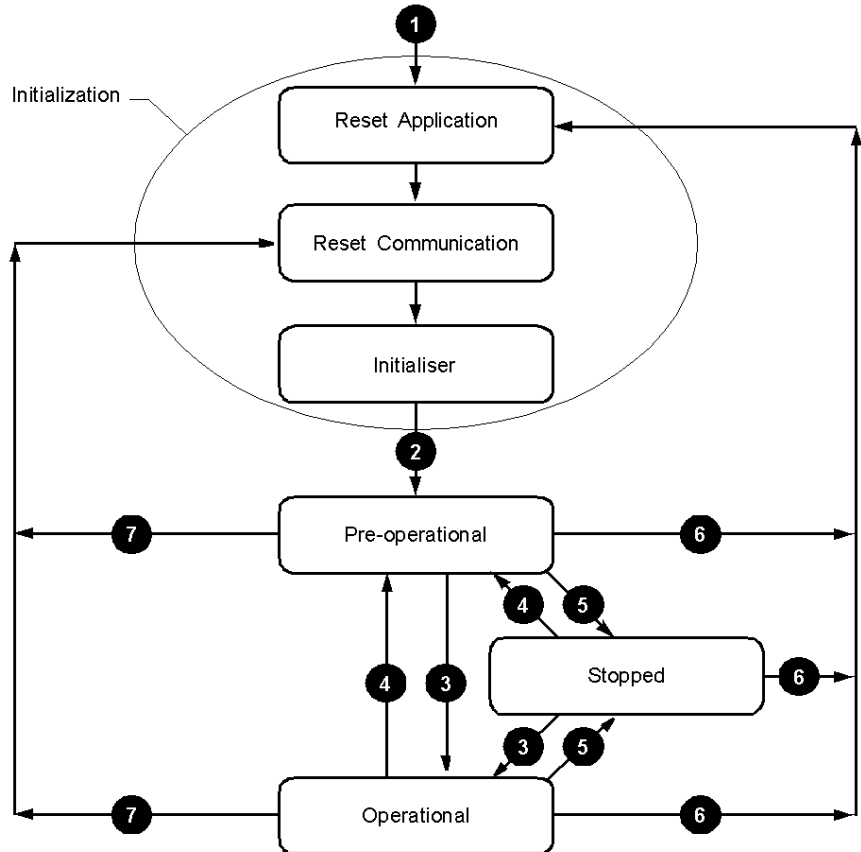 1
Initialization
Reset Application
Reset Communication
Initialiser
2
7
Pre-operational
6
4
5
4
3
Stopped
6
3
5
7
Operational
6